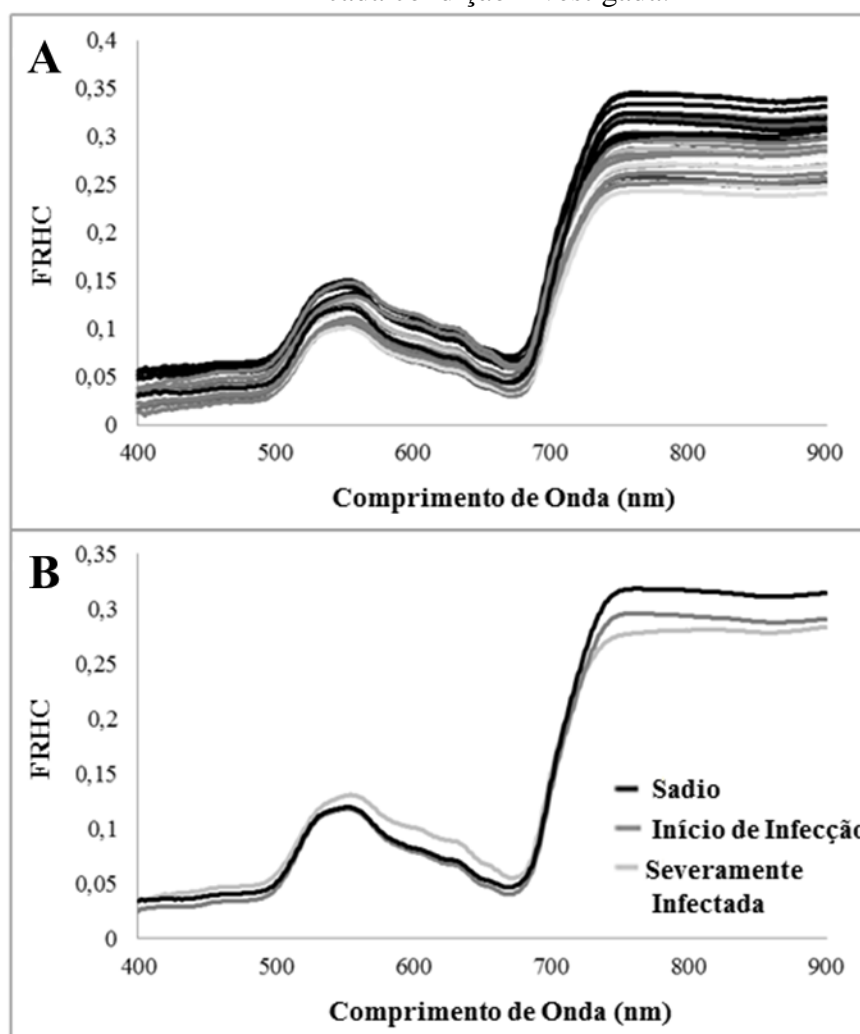 A
0,4
0,35
0,3
0,25
0,2
0,15
0,1
0,05
0
FRHC
400 500 600 700 800 900
Comprimento de Onda (nm)
B
0,35
0,3
0,25
0,2
0,15
0,1
0,05
0
FRHC
Sadio
Início de Infecção
Severamente
Infectada
400 500 600 700 800 900
Comprimento de Onda (nm)